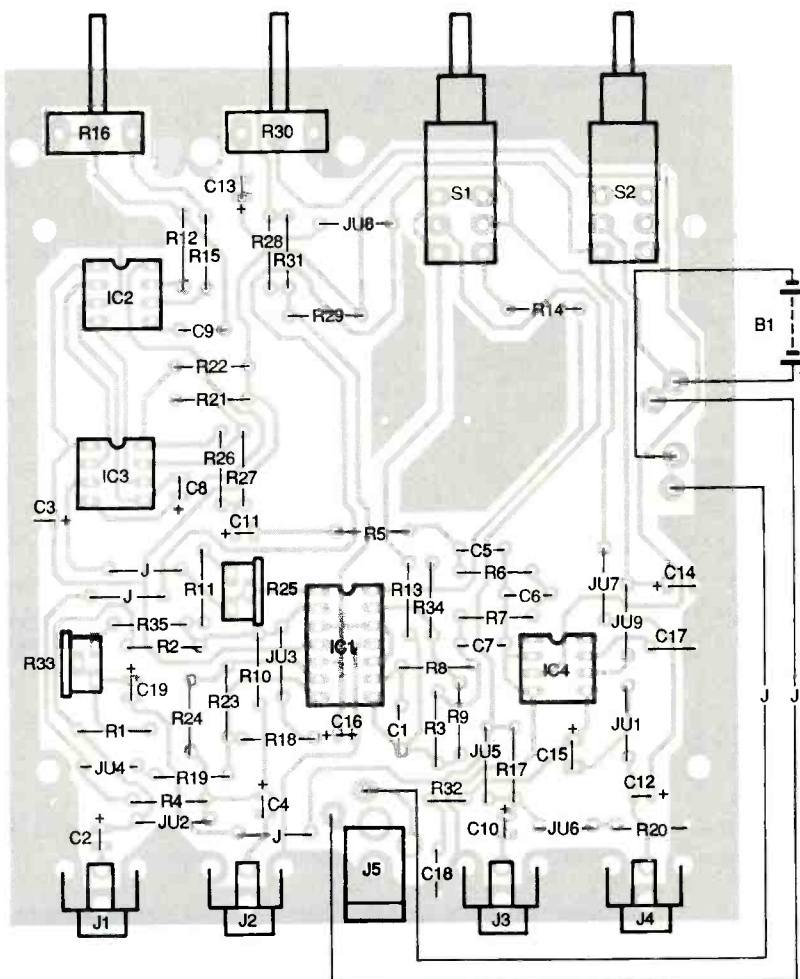 R16
R30
S1
S2
C13
+
R12
R15
R28
R31
JU8
IC2
R29
R14
B1
C9
R22
R21
IC3
R26
R27
C8
+
C3
+
C11
+
R5
C5
R6
C6
R7
C7
J
J
R11
R25
R13
R34
JU7
JU9
C14
+
C17
R35
R2
R33
C19
+
R10
JU3
IC1
R8
IC4
R24
R23
R1
JU4
R18
C16
+
C1
R3
R9
JU5
R17
C15
+
JU1
J
J
R19
R4
JU2
C4
+
J
R32
C10
+
JU6
C12
+
R20
C2
+
J5
C18
J1
J2
J3
J4